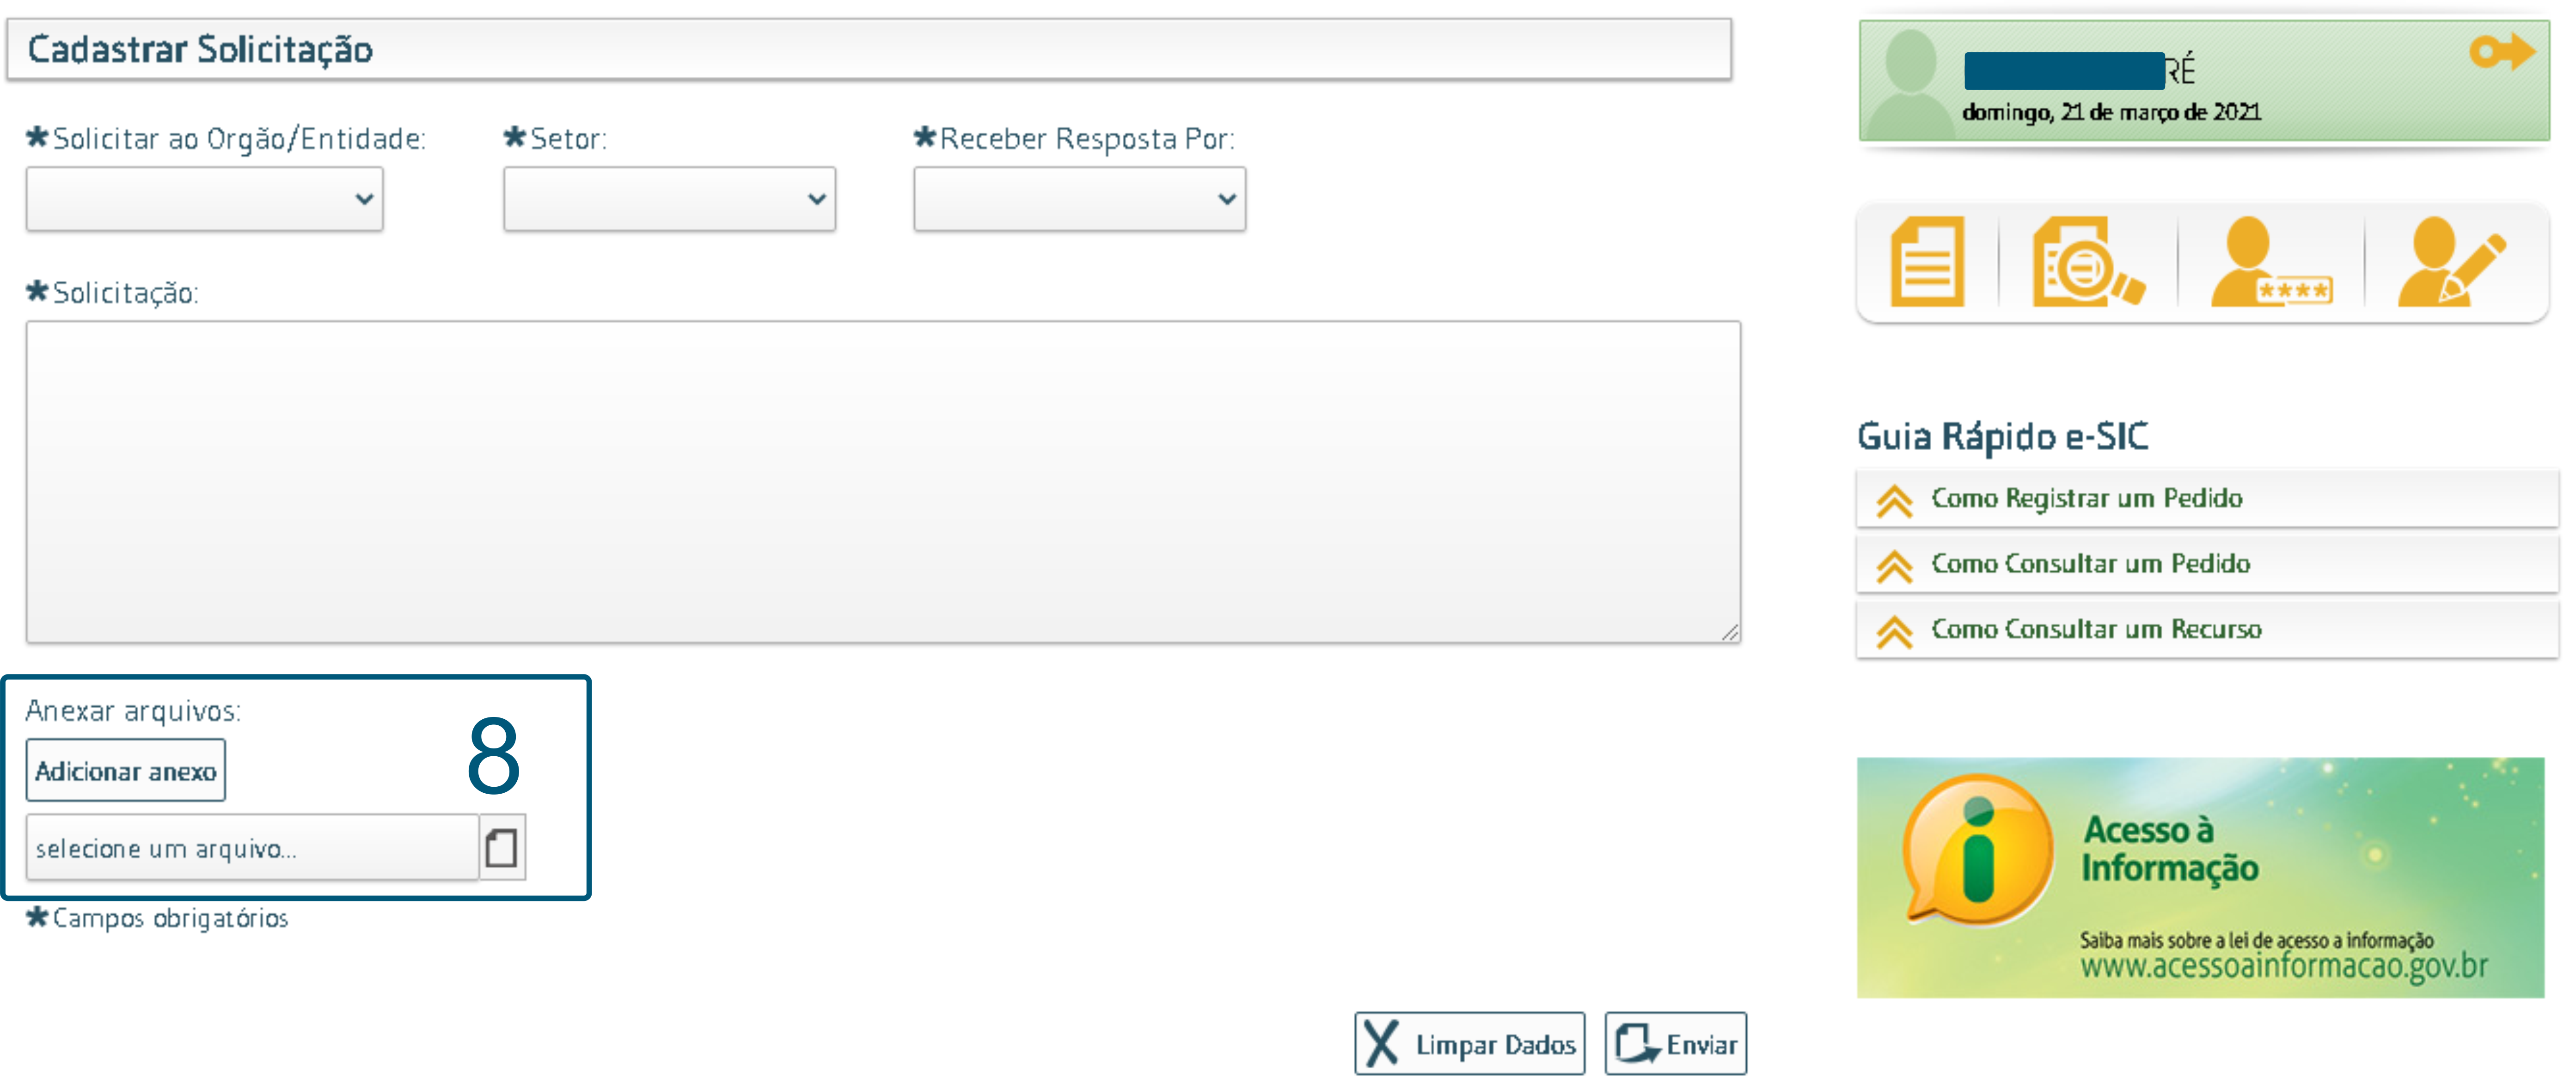 Cadastrar Solicitação
*Solicitar ao Orgão/Entidade: *Setor: *Receber Resposta Por:
*Solicitação:
Anexar arquivos:
8
Adicionar anexo
selecione um arquivo...
*Campos obrigatórios
X Limpar Dados Enviar
RÉ
domingo, 21 de março de 2021
****
Guia Rápido e-SIC
Como Registrar um Pedido
Como Consultar um Pedido
Como Consultar um Recurso
i
Acesso à
Informação
Saiba mais sobre a lei de acesso a informação
www.acessoainformacao.gov.br